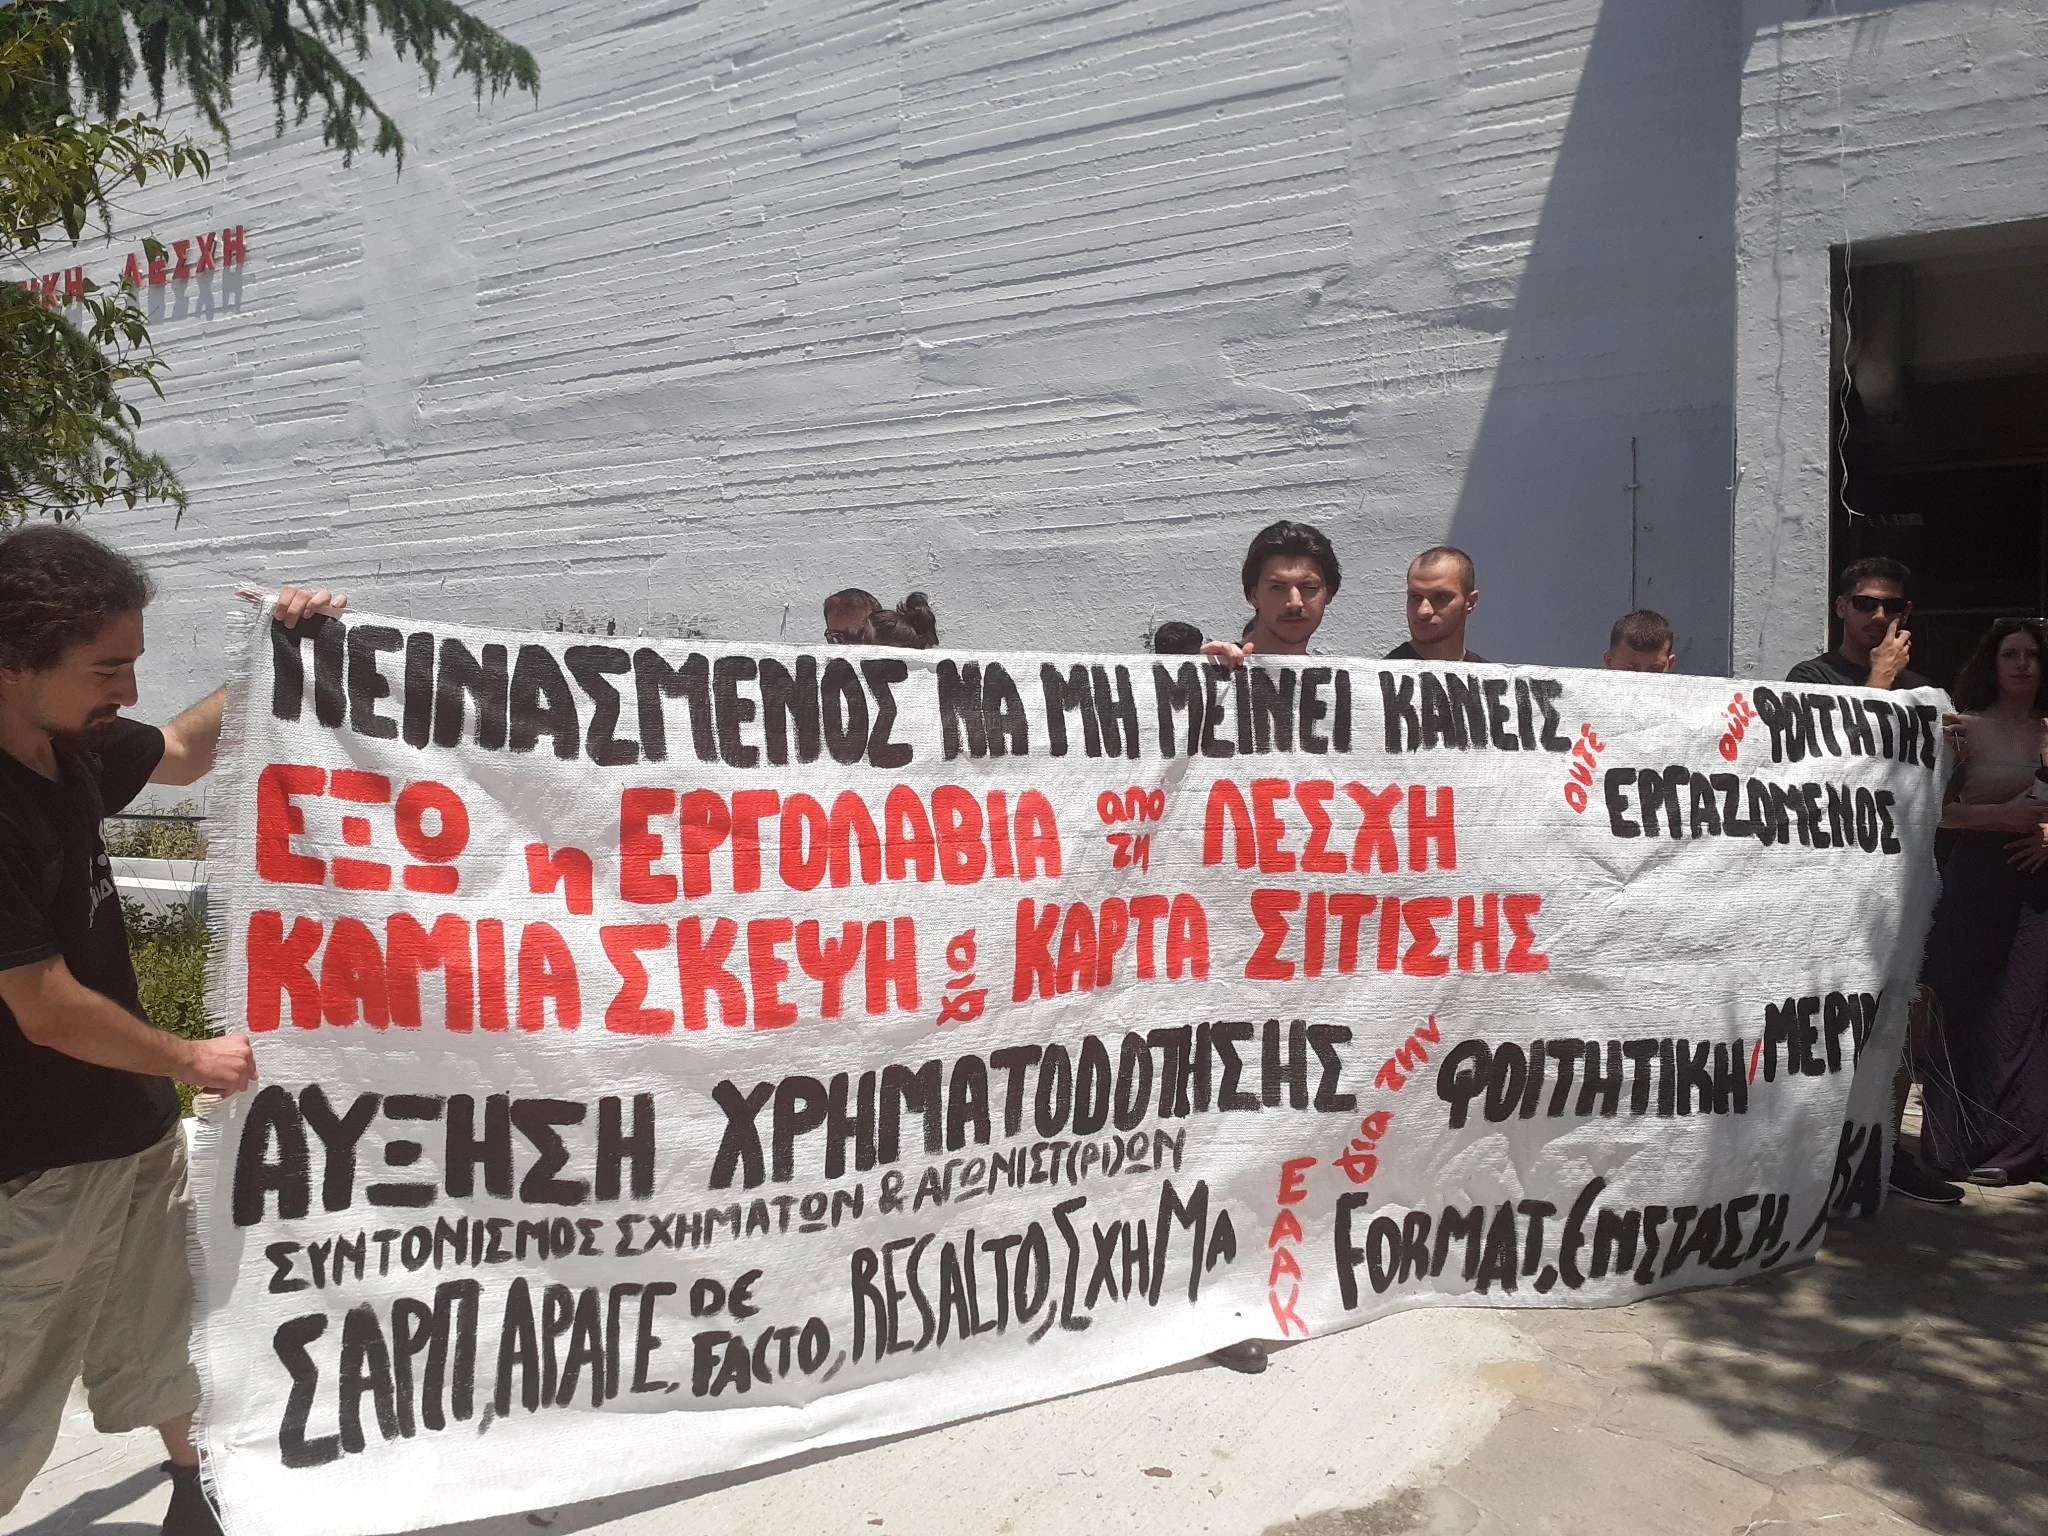 ΛΕΣΧΗ
ΠΕΙΝΑΣΜΕΝΟΣ ΝΑ ΜΗ ΜΕΙΝΕΙ ΚΑΝΕΙΣ
ούτε ΦΟΙΤΗΤΗΣ
ούτε ΕΡΓΑΖΟΜΕΝΟΣ
ΕΞΩ η ΕΡΓΟΛΑΒΙΑ από τη ΛΕΣΧΗ
ΚΑΜΙΑ ΣΚΕΨΗ για ΚΑΡΤΑ ΣΙΤΙΣΗΣ
ΑΥΞΗΣΗ ΧΡΗΜΑΤΟΔΟΤΗΣΗΣ για την ΦΟΙΤΗΤΙΚΗ
ΣΥΝΤΟΝΙΣΜΟΣ ΣΧΗΜΑΤΩΝ & ΑΓΩΝΙΣΤ(ΡΙ)ΩΝ
ΣΑΡΠ, ΑΡΑΓΕ, DE FACTO, RESALTO, ΣΧΗΜΑ
ΕΑΑΚ
FORMAT, ΕΝΣΤΑΣΗ,